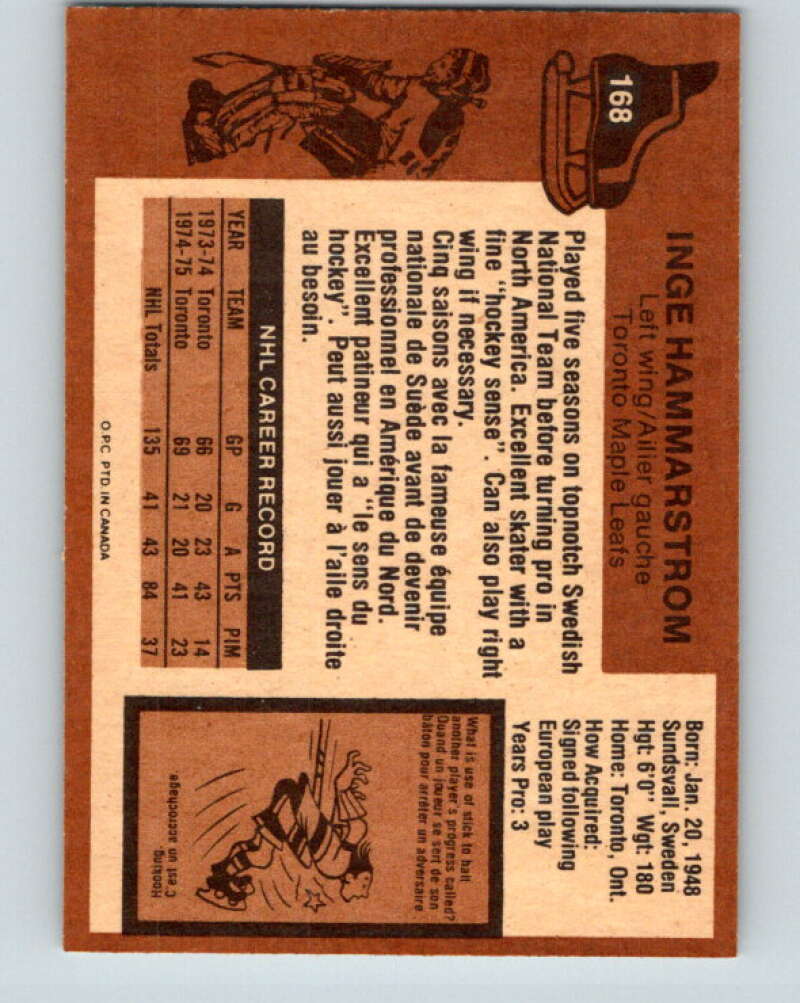 168
INGE HAMMARSTROM
Left wing/Ailier gauche
Toronto Maple Leafs
Born: Jan. 20, 1948
Sundsvall, Sweden
Hgt: 6'0" Wgt: 180
Home: Toronto, Ont.
How Acquired:
Signed following
European play
Years Pro: 3
Played five seasons on topnotch Swedish
National Team before turning pro in
North America. Excellent skater with a
fine "hockey sense". Can also play right
wing if necessary.
Cinq saisons avec la fameuse équipe
nationale de Suède avant de devenir
professionnel en Amérique du Nord.
Excellent patineur qui a "le sens du
hockey". Peut aussi jouer à l'aile droite
au besoin.
NHL CAREER RECORD
YEAR TEAM GP G A PTS PIM
1973-74 Toronto 66 20 23 43 14
1974-75 Toronto 69 21 20 41 23
NHL Totals 135 41 43 84 37
What is use of stick to halt
another player's progress called?
Quand un joueur se sert de son
bâton pour arrêter un adversaire.
Hooking
C'est un accrochage
O.P.C. PTD. IN CANADA